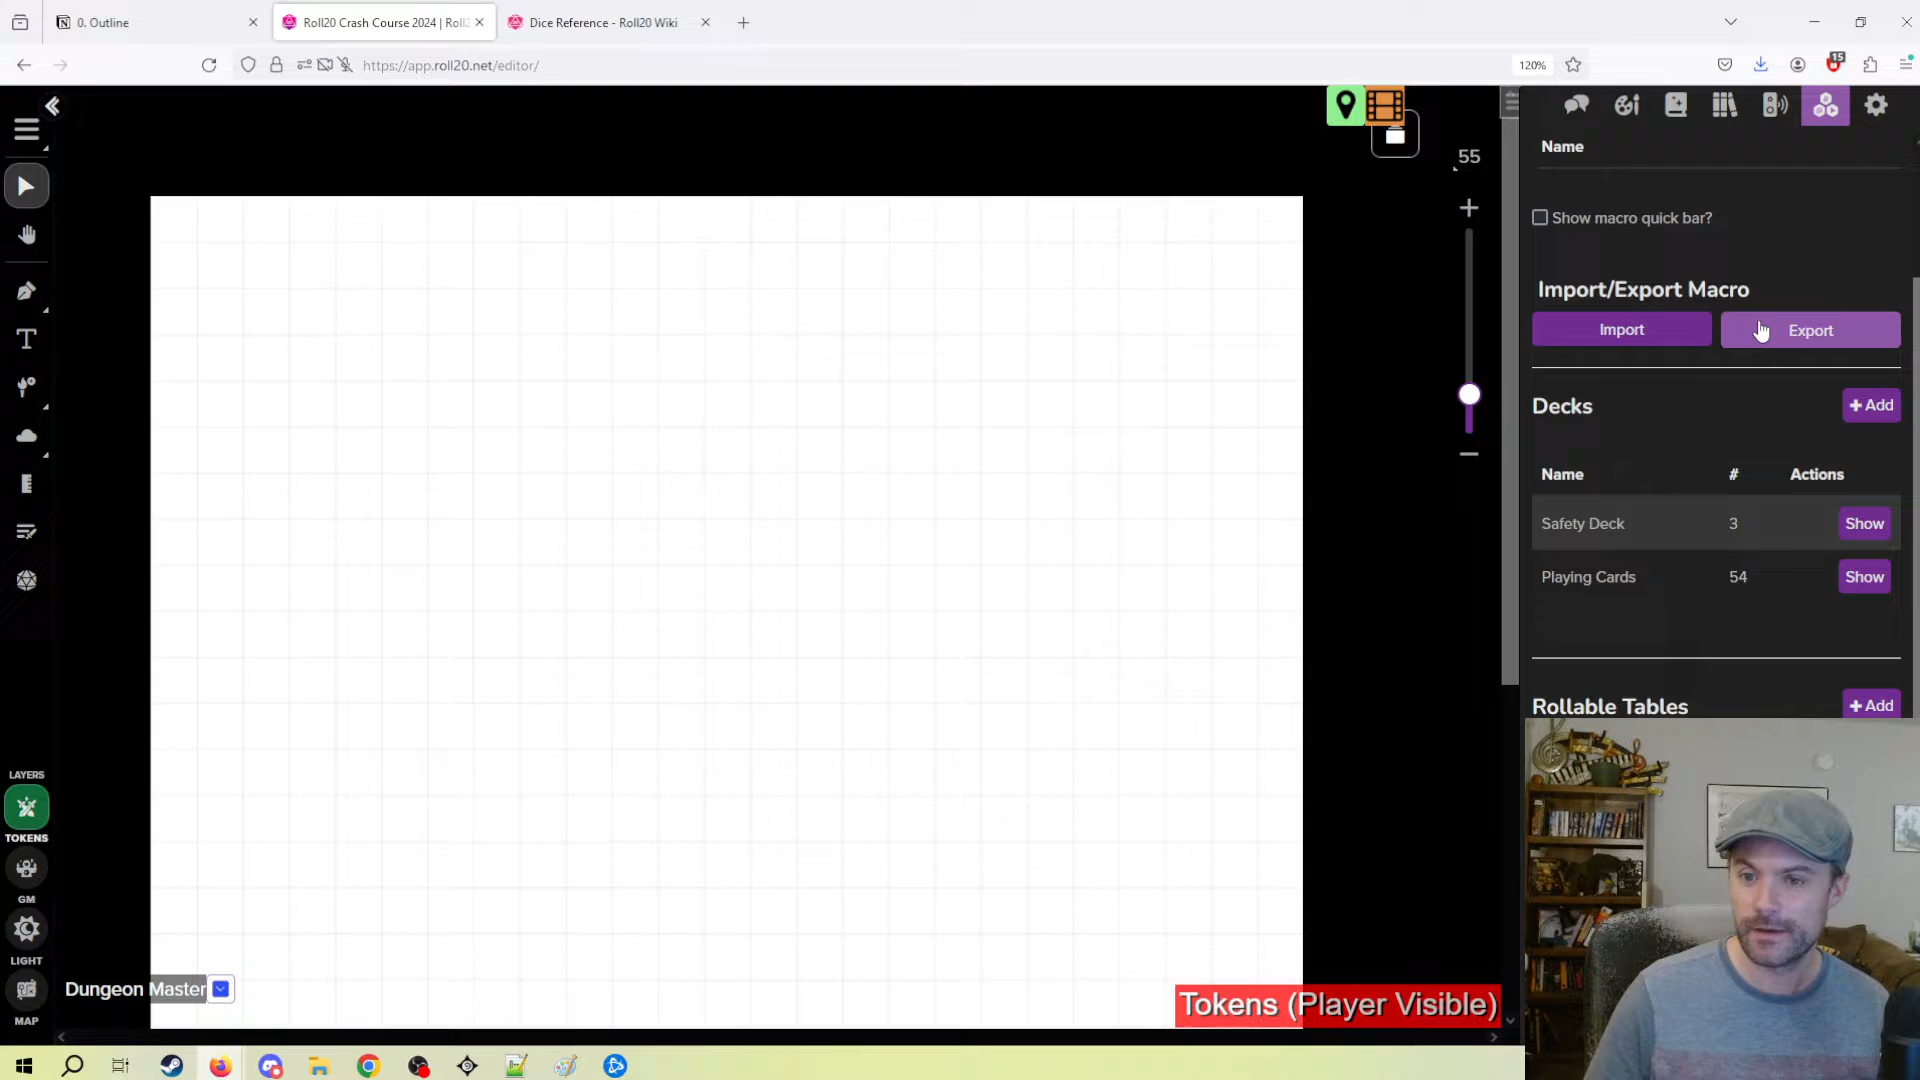 0. Outline
Roll20 Crash Course 2024 | Roll2
Dice Reference - Roll20 Wiki
https://app.roll20.net/editor/
120%
15
55
Name
Show macro quick bar?
Import/Export Macro
Import
Export
Decks
+ Add
Name
#
Actions
Safety Deck
3
Show
Playing Cards
54
Show
Rollable Tables
+ Add
LAYERS
TOKENS
GM
LIGHT
MAP
Dungeon Master
Tokens (Player Visible)